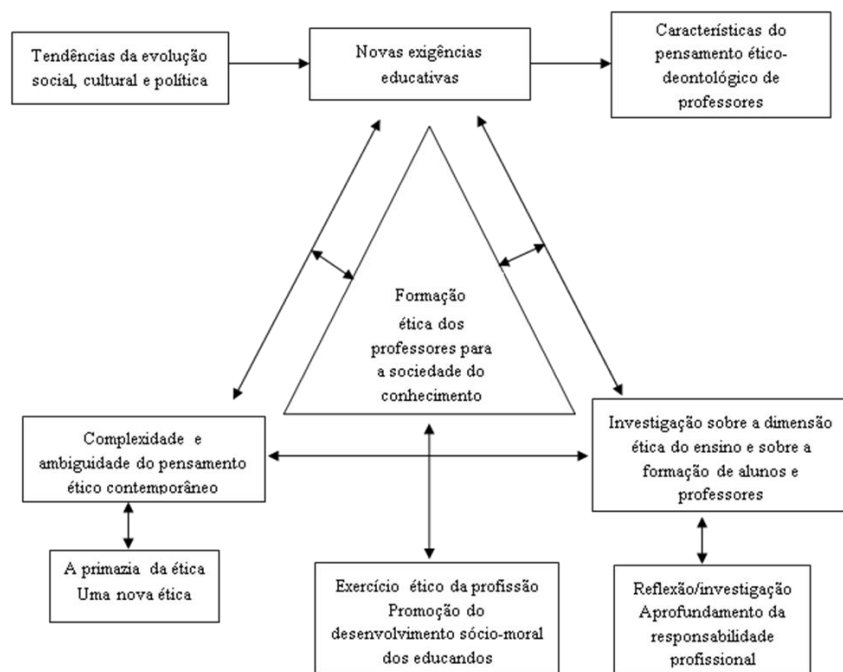 Tendências da evolução
social, cultural e política
Novas exigências
educativas
Características do
pensamento ético-
deontológico de
professores
Formação
ética dos
professores para
a sociedade do
conhecimento
Complexidade e
ambiguidade do pensamento
ético contemporâneo
Investigação sobre a dimensão
ética do ensino e sobre a
formação de alunos e
professores
A primazia da ética
Uma nova ética
Exercício ético da profissão
Promoção do
desenvolvimento sócio-moral
dos educandos
Reflexão/investigação
Aprofundamento da
responsabilidade
profissional